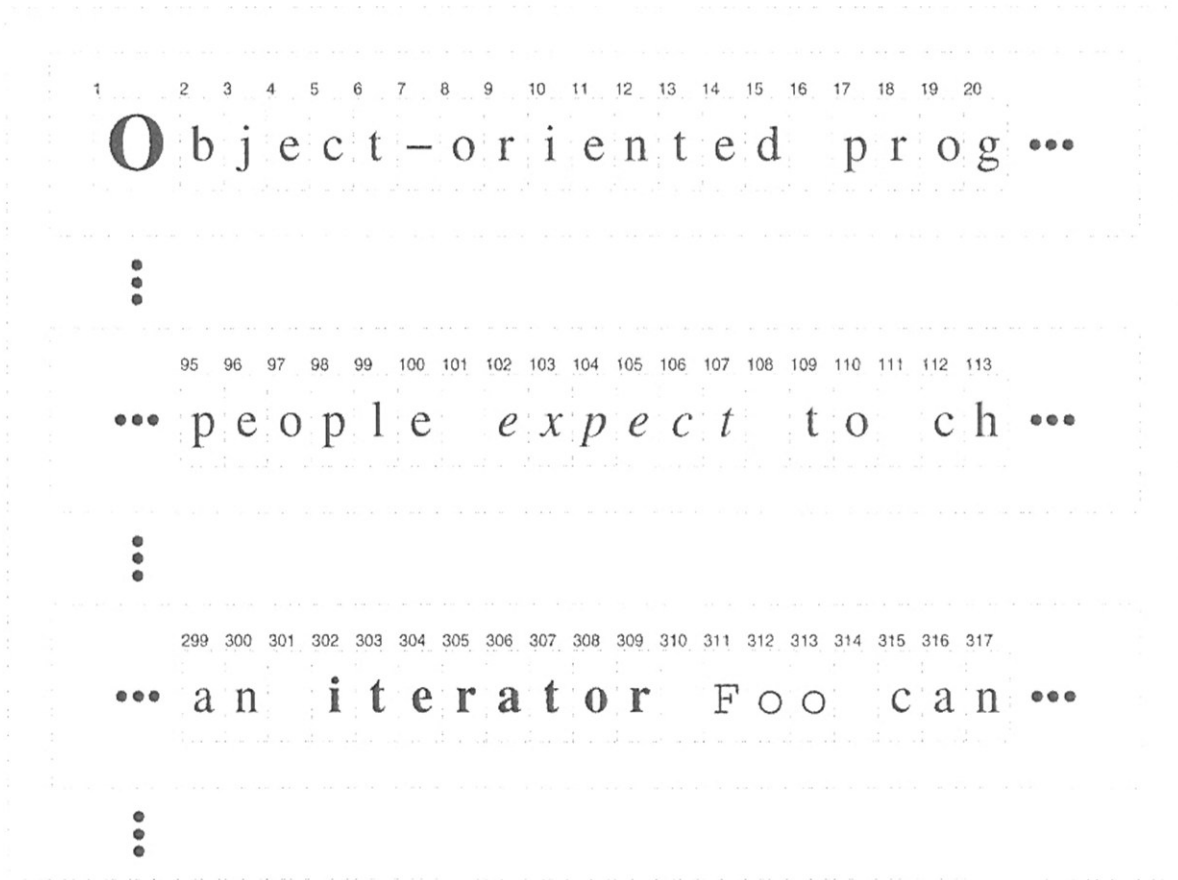 1 2 3 4 5 6 7 8 9 10 11 12 13 14 15 16 17 18 19 20
Object-oriented prog •••
95 96 97 98 99 100 101 102 103 104 105 106 107 108 109 110 111 112 113
••• people expect to ch •••
299 300 301 302 303 304 305 306 307 308 309 310 311 312 313 314 315 316 317
••• an iterator Foo can •••